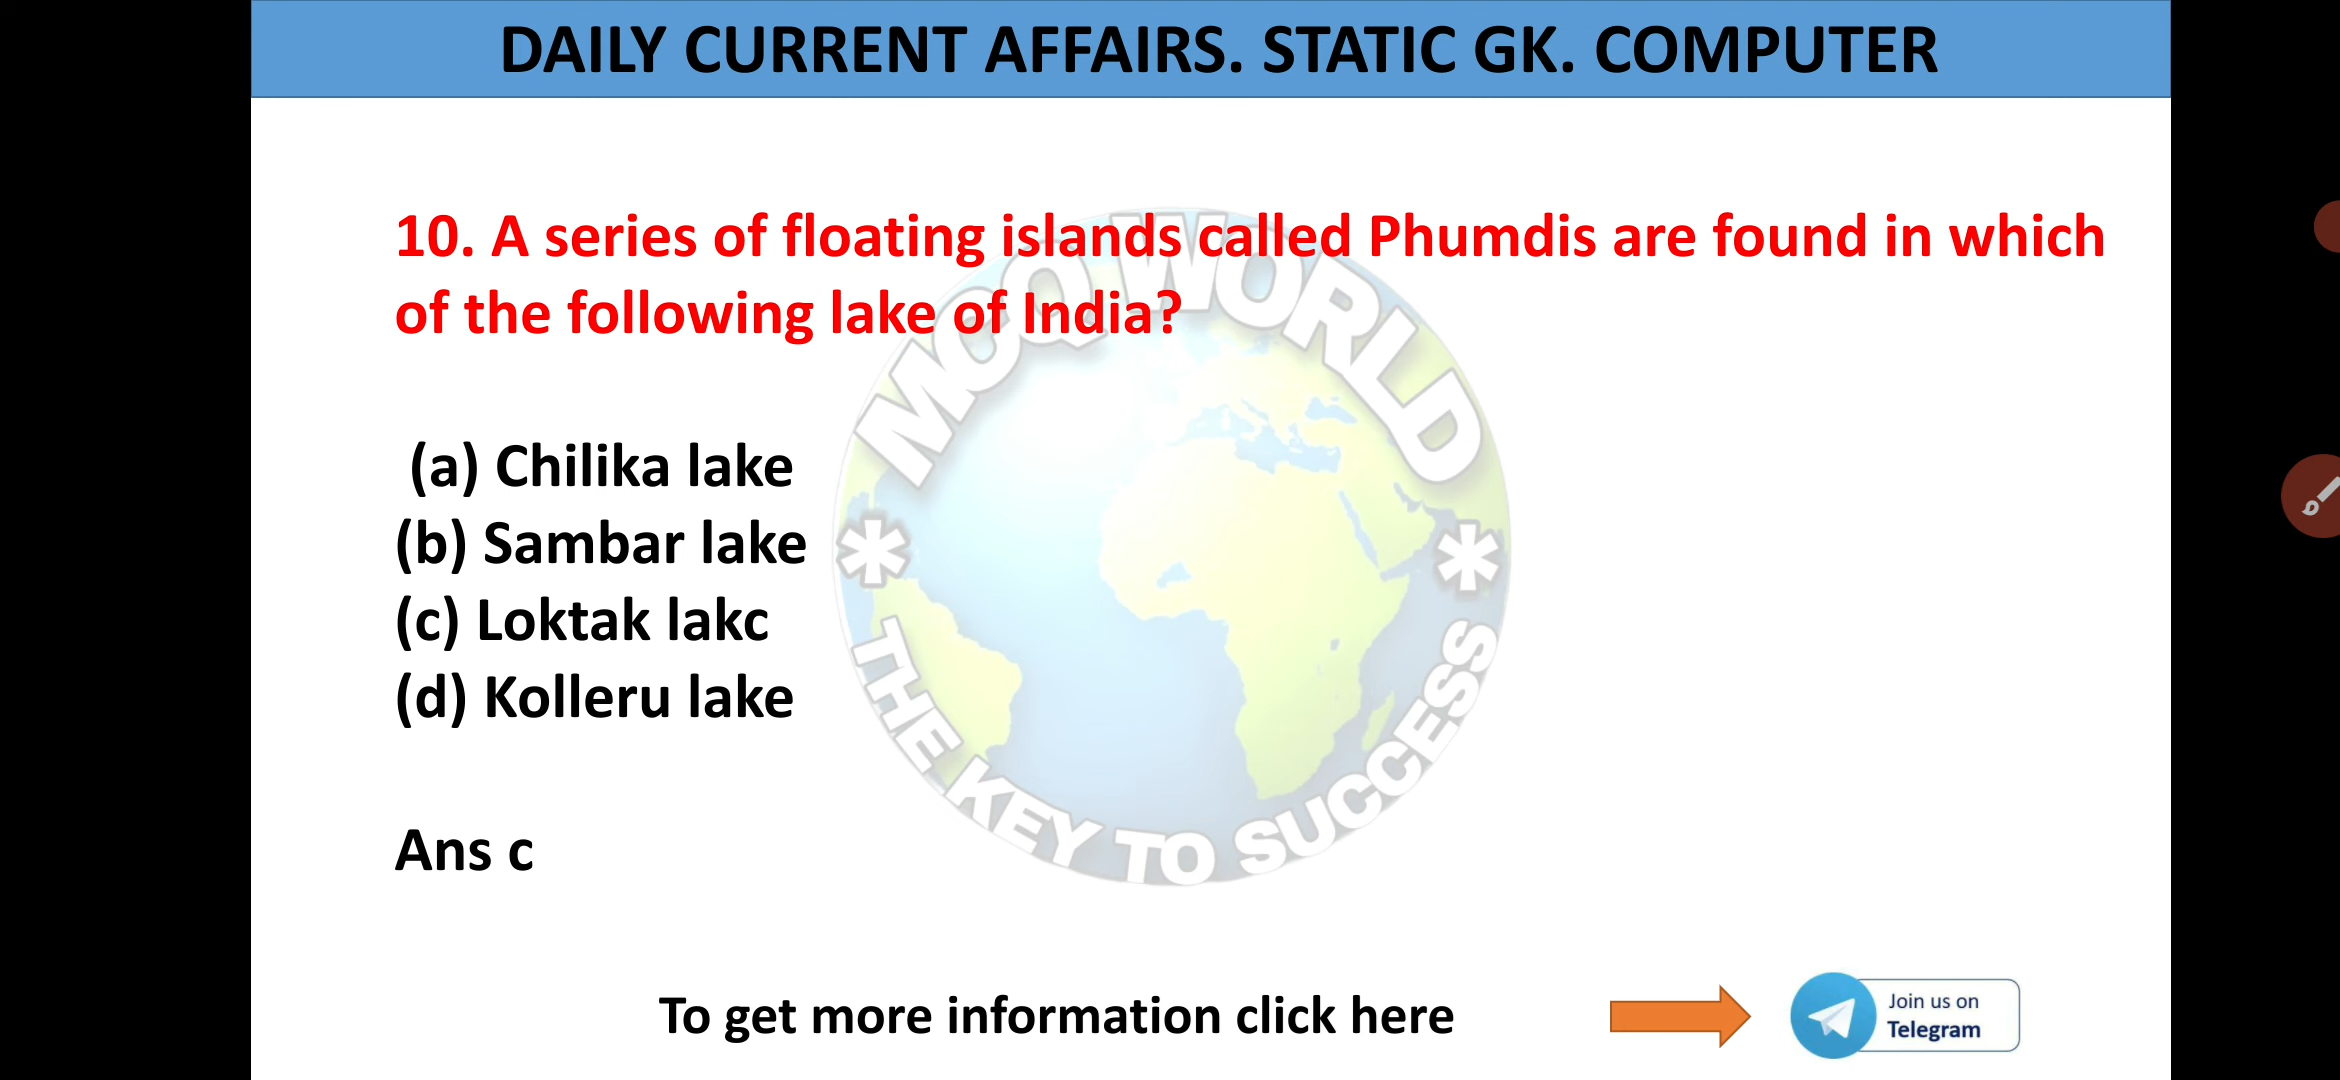 DAILY CURRENT AFFAIRS. STATIC GK. COMPUTER
10. A series of floating islands called Phumdis are found in which
of the following lake of India?
(a) Chilika lake
(b) Sambar lake
(c) Loktak lakc
(d) Kolleru lake
Ans c
MCQ WORLD
* *
THE KEY TO SUCCESS
To get more information click here
Join us on
Telegram